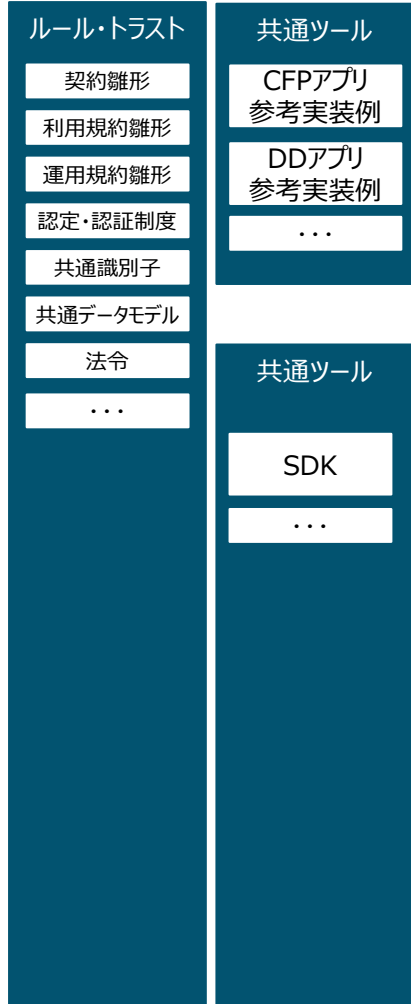 ルール・トラスト
契約雛形
利用規約雛形
運用規約雛形
認定・認証制度
共通識別子
共通データモデル
法令
・・・
共通ツール
CFPアプリ
参考実装例
DDアプリ
参考実装例
・・・
共通ツール
SDK
・・・